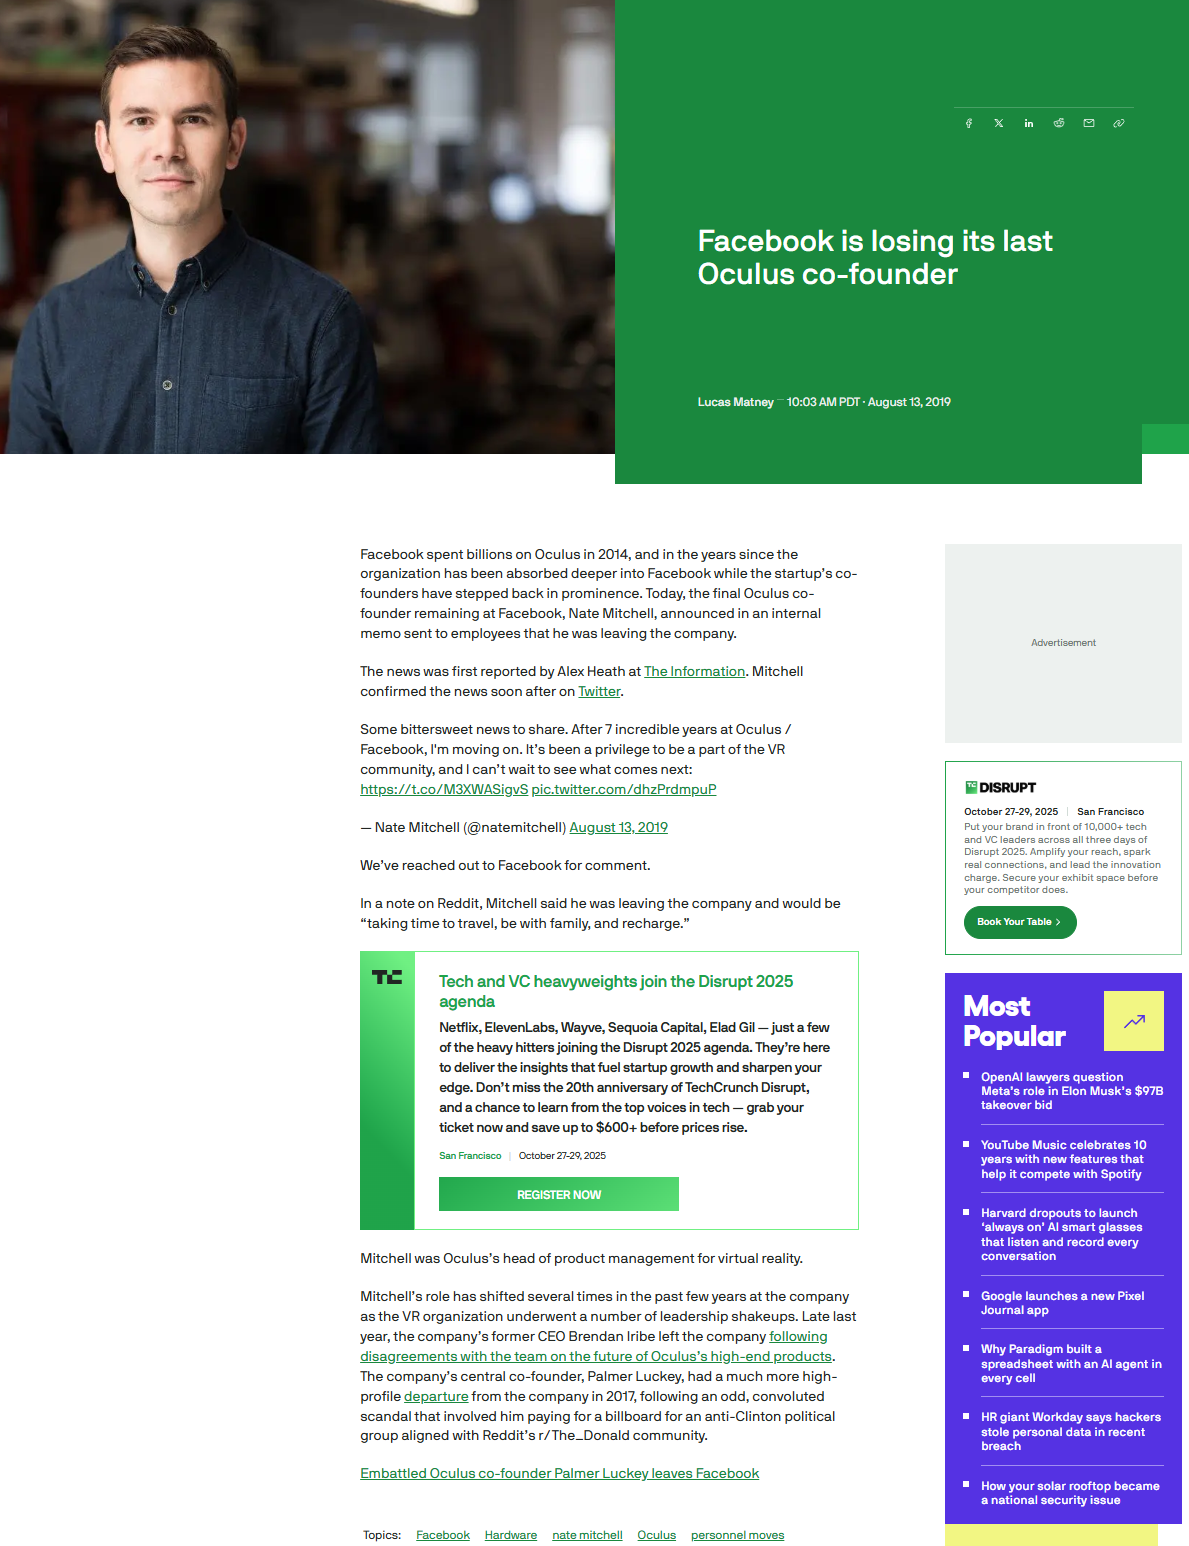 Facebook is losing its last
Oculus co-founder
Lucas Matney — 10:03 AM PDT · August 13, 2019
Facebook spent billions on Oculus in 2014, and in the years since the
organization has been absorbed deeper into Facebook while the startup's co-
founders have stepped back in prominence. Today, the final Oculus co-
founder remaining at Facebook, Nate Mitchell, announced in an internal
memo sent to employees that he was leaving the company.
The news was first reported by Alex Heath at The Information. Mitchell
confirmed the news soon after on Twitter.
Some bittersweet news to share. After 7 incredible years at Oculus /
Facebook, I'm moving on. It's been a privilege to be a part of the VR
community, and I can't wait to see what comes next:
https://t.co/M3XWASigvS pic.twitter.com/dhzPrdmpuP
— Nate Mitchell (@natemitchell) August 13, 2019
We've reached out to Facebook for comment.
In a note on Reddit, Mitchell said he was leaving the company and would be
“taking time to travel, be with family, and recharge.”
TC
Tech and VC heavyweights join the Disrupt 2025
agenda
Netflix, ElevenLabs, Wayve, Sequoia Capital, Elad Gil — just a few
of the heavy hitters joining the Disrupt 2025 agenda. They're here
to deliver the insights that fuel startup growth and sharpen your
edge. Don't miss the 20th anniversary of TechCrunch Disrupt,
and a chance to learn from the top voices in tech — grab your
ticket now and save up to $600+ before prices rise.
San Francisco | October 27-29, 2025
REGISTER NOW
Mitchell was Oculus's head of product management for virtual reality.
Mitchell's role has shifted several times in the past few years at the company
as the VR organization underwent a number of leadership shakeups. Late last
year, the company's former CEO Brendan Iribe left the company following
disagreements with the team on the future of Oculus's high-end products.
The company's central co-founder, Palmer Luckey, had a much more high-
profile departure from the company in 2017, following an odd, convoluted
scandal that involved him paying for a billboard for an anti-Clinton political
group aligned with Reddit's r/The_Donald community.
Embattled Oculus co-founder Palmer Luckey leaves Facebook
Topics: Facebook Hardware nate mitchell Oculus personnel moves
Advertisement
TC DISRUPT
October 27-29, 2025 | San Francisco
Put your brand in front of 10,000+ tech
and VC leaders across all three days of
Disrupt 2025. Amplify your reach, spark
real connections, and lead the innovation
charge. Secure your exhibit space before
your competitor does.
Book Your Table
Most
Popular
OpenAI lawyers question
Meta's role in Elon Musk's $97B
takeover bid
YouTube Music celebrates 10
years with new features that
help it compete with Spotify
Harvard dropouts to launch
‘always on’ AI smart glasses
that listen and record every
conversation
Google launches a new Pixel
Journal app
Why Paradigm built a
spreadsheet with an AI agent in
every cell
HR giant Workday says hackers
stole personal data in recent
breach
How your solar rooftop became
a national security issue